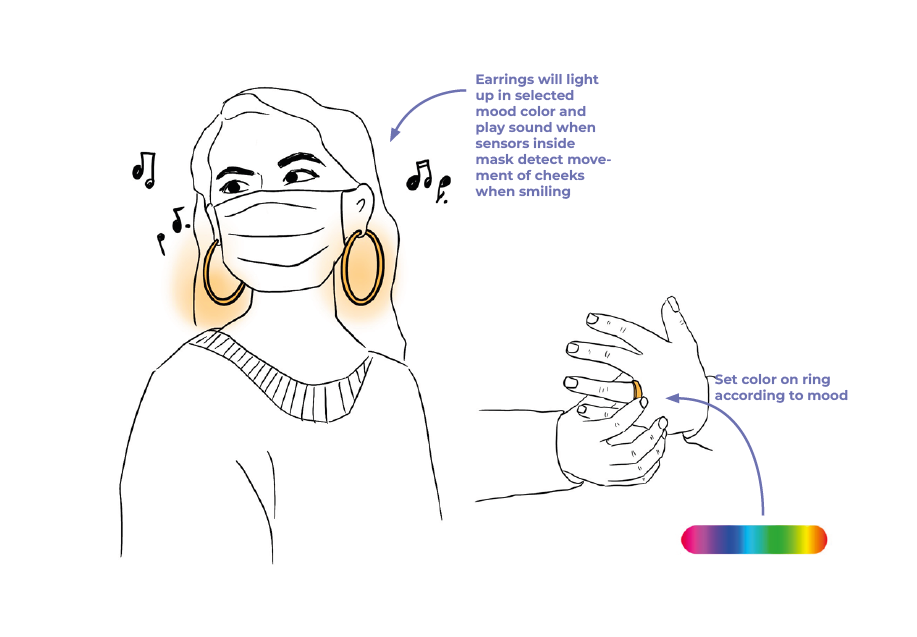 Earrings will light
up in selected
mood color and
play sound when
sensors inside
mask detect move-
ment of cheeks
when smiling
Set color on ring
according to mood